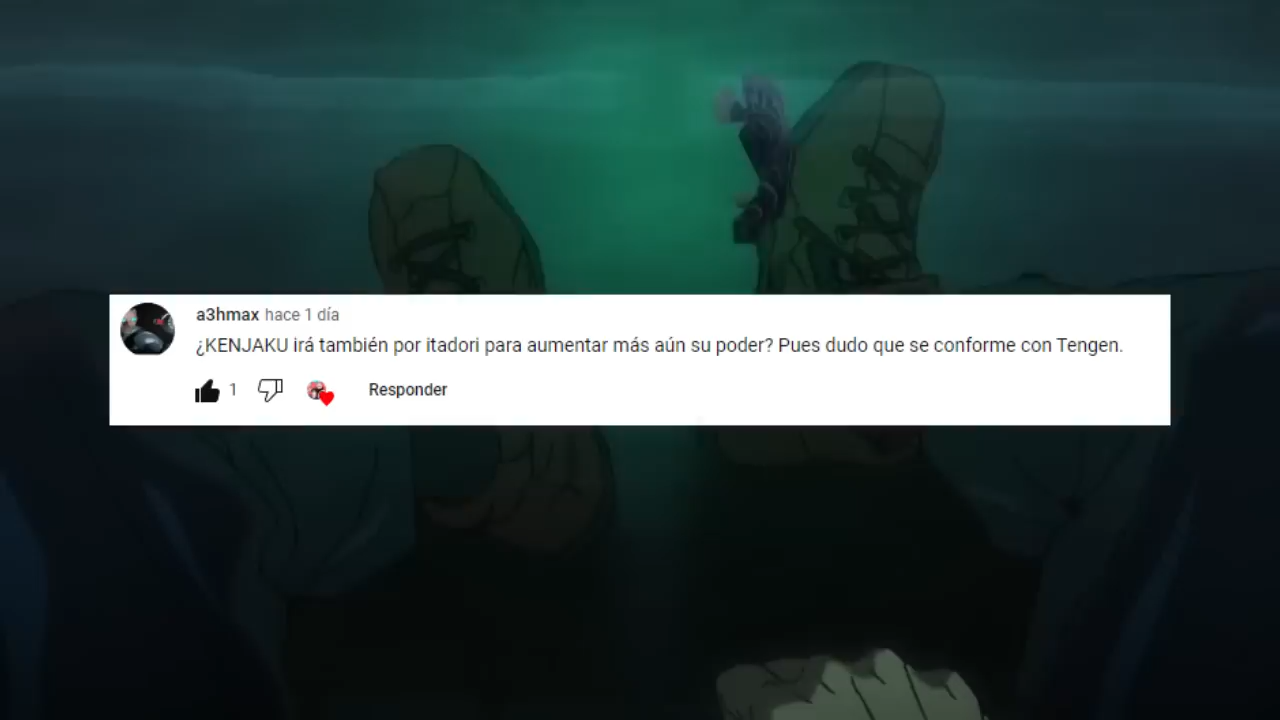 a3hmax hace 1 día
¿KENJAKU irá también por itadori para aumentar más aún su poder? Pues dudo que se conforme con Tengen.
1 Responder